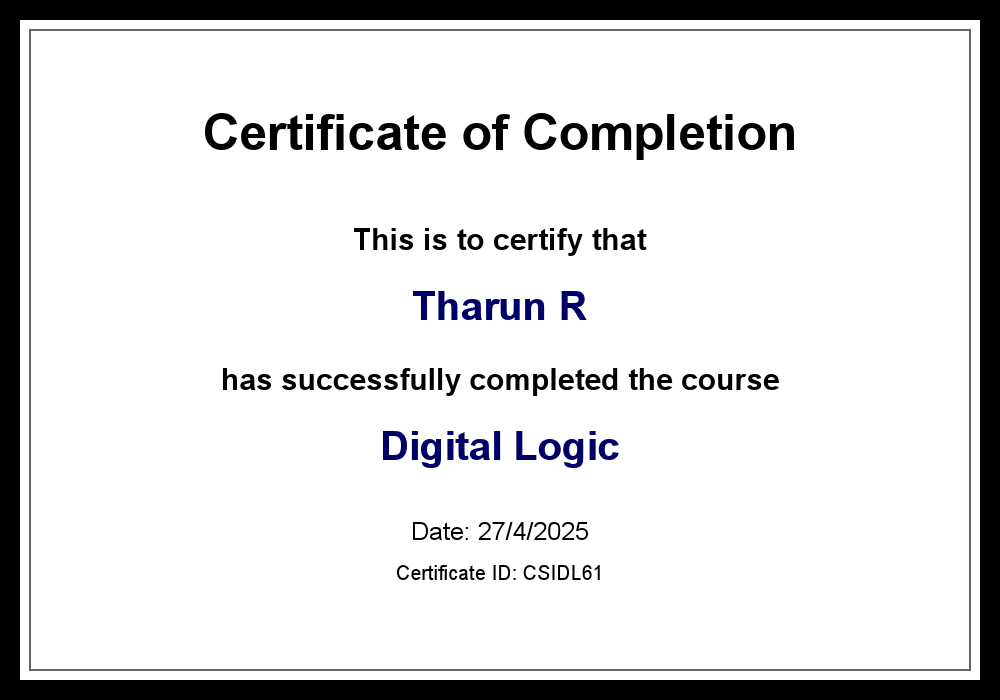 Certificate of Completion
This is to certify that
Tharun R
has successfully completed the course
Digital Logic
Date: 27/4/2025
Certificate ID: CSIDL61